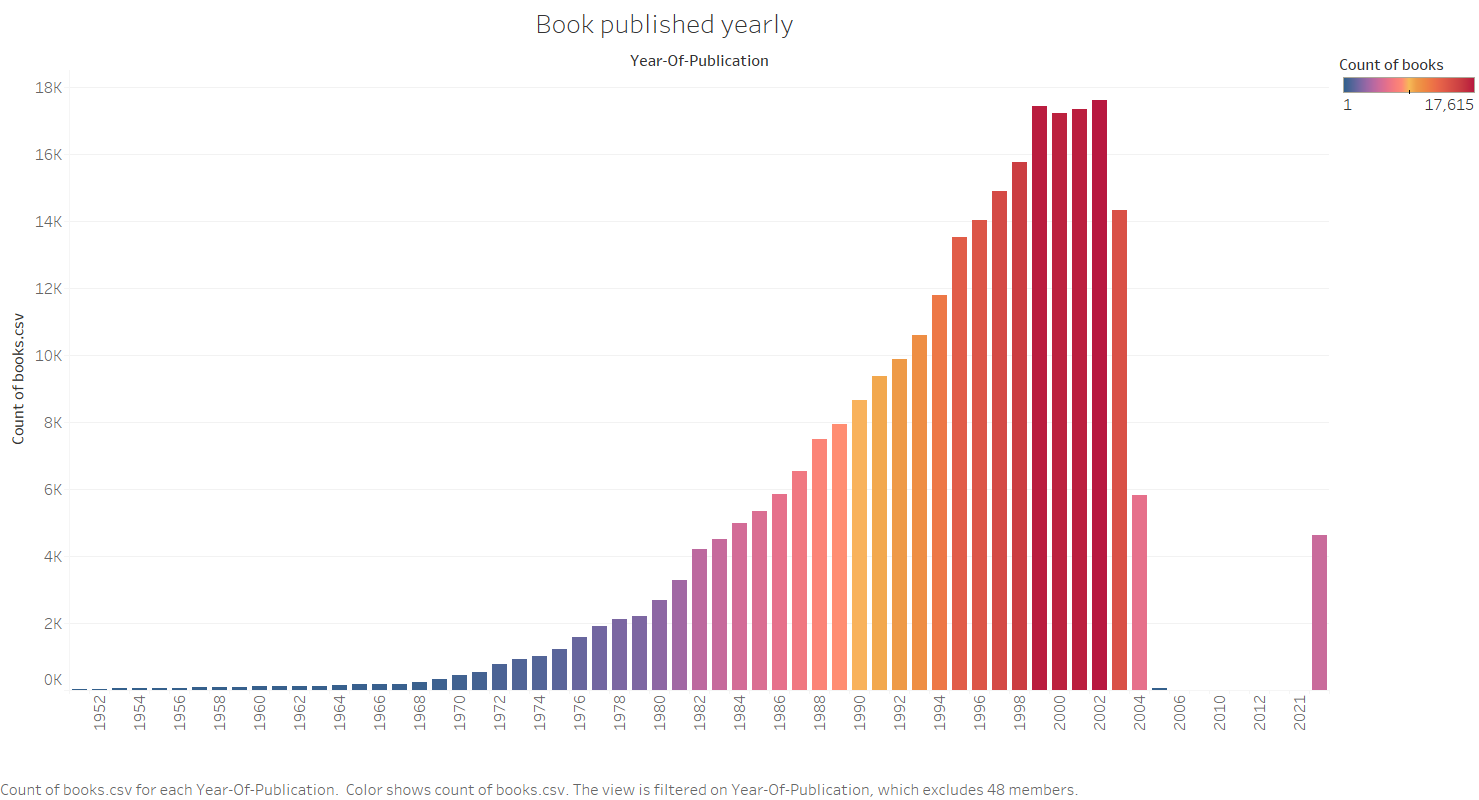 Book published yearly
Year-Of-Publication
Count of books
1 17,615
Count of books.csv
18K
16K
14K
12K
10K
8K
6K
4K
2K
0K
1952 1954 1956 1958 1960 1962 1964 1966 1968 1970 1972 1974 1976 1978 1980 1982 1984 1986 1988 1990 1992 1994 1996 1998 2000 2002 2004 2006 2010 2012 2021
Count of books.csv for each Year-Of-Publication.  Color shows count of books.csv. The view is filtered on Year-Of-Publication, which excludes 48 members.